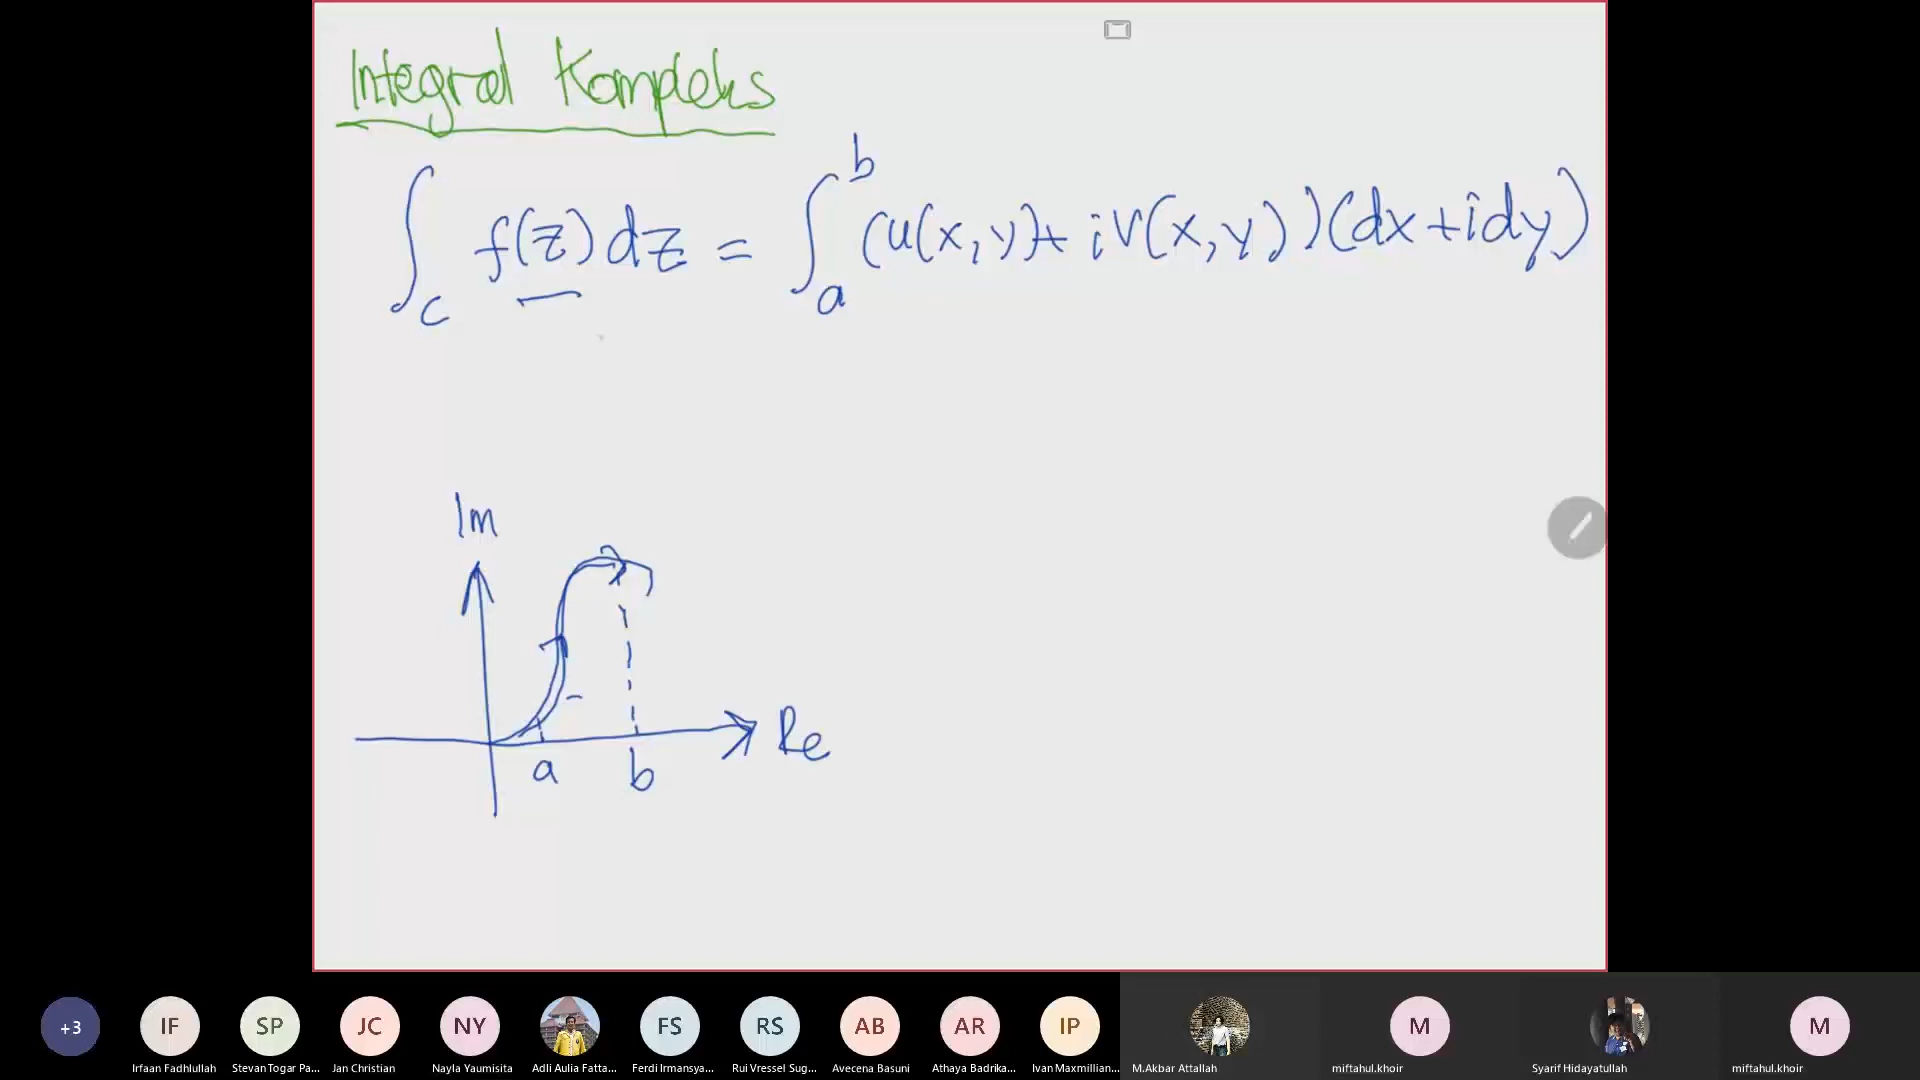 Integral Kompleks
∫_C f(z) dz = ∫_a^b (u(x,y) + iv(x,y))(dx + idy)
Im
Re
a b
+3 IF SP JC NY FS RS AB AR IP M M
Irfaan Fadhlullah Stevan Togar Pa... Jan Christian Nayla Yaumisita Adli Aulia Fatta... Ferdi Irmansya... Rui Vressel Sug... Avecena Basuni Athaya Badrika... Ivan Maxmillian... M.Akbar Attallah miftahul.khoir Syarif Hidayatullah miftahul.khoir